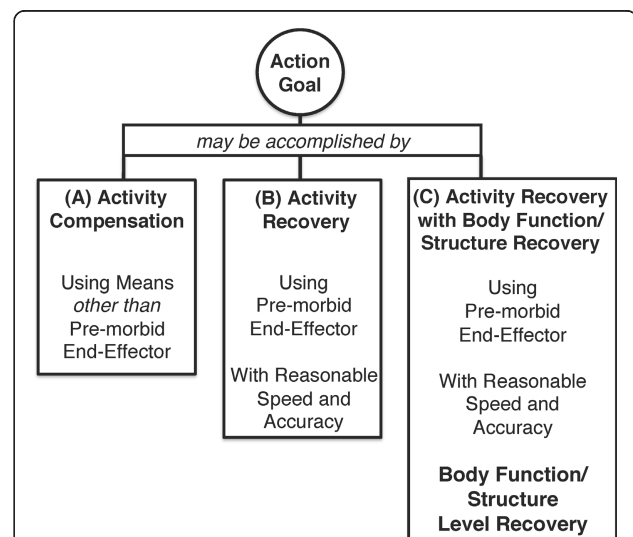 Action
Goal
may be accomplished by
(A) Activity
Compensation
Using Means
other than
Pre-morbid
End-Effector
(B) Activity
Recovery
Using
Pre-morbid
End-Effector
With Reasonable
Speed and
Accuracy
(C) Activity Recovery
with Body Function/
Structure Recovery
Using
Pre-morbid
End-Effector
With Reasonable
Speed and
Accuracy
Body Function/
Structure
Level Recovery